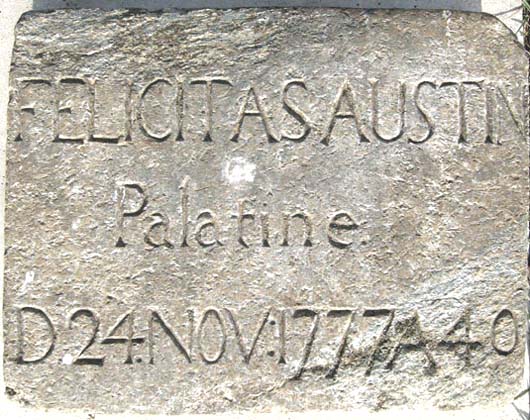 FELICITAS AUSTIN
Palatine.
D 24: NOV: 1777 A 40